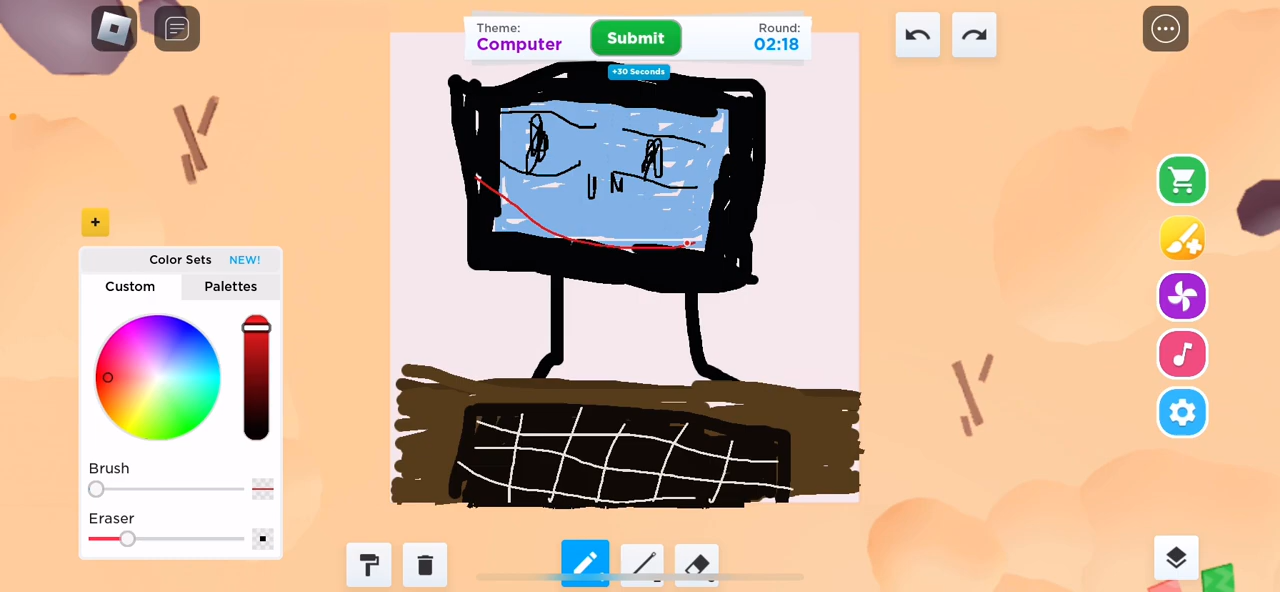 Theme:
Computer
Submit
Round:
02:18
+30 Seconds
+
Color Sets NEW!
Custom Palettes
Brush
Eraser